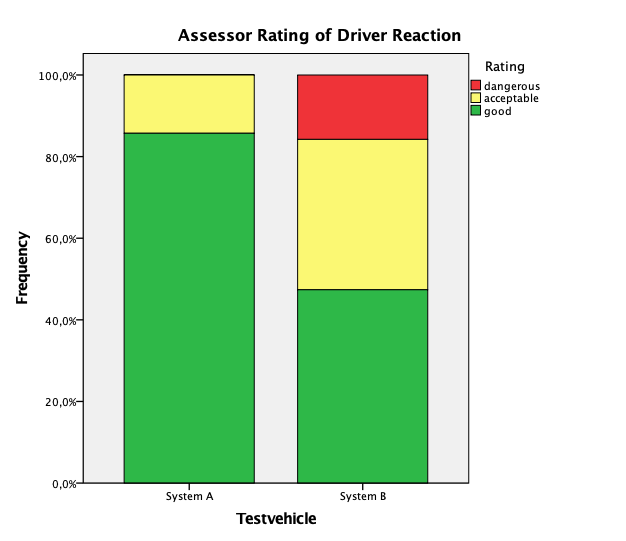 Assessor Rating of Driver Reaction
Rating
dangerous
acceptable
good
100,0%
80,0%
60,0%
40,0%
20,0%
0,0%
Frequency
System A
System B
Testvehicle